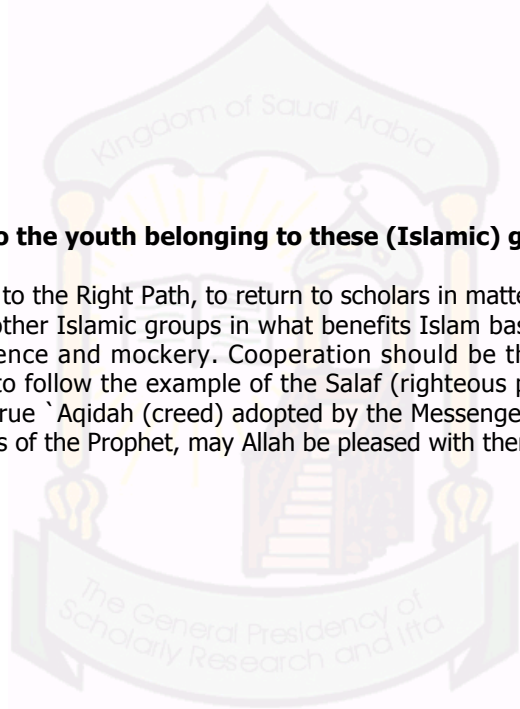 Kingdom of Saudi Arabia
o the youth belonging to these (Islamic) g
to the Right Path, to return to scholars in matte
other Islamic groups in what benefits Islam bas
ence and mockery. Cooperation should be th
to follow the example of the Salaf (righteous p
rue `Aqidah (creed) adopted by the Messenge
s of the Prophet, may Allah be pleased with the
The General Presidency of
Scholarly Research and Ifta